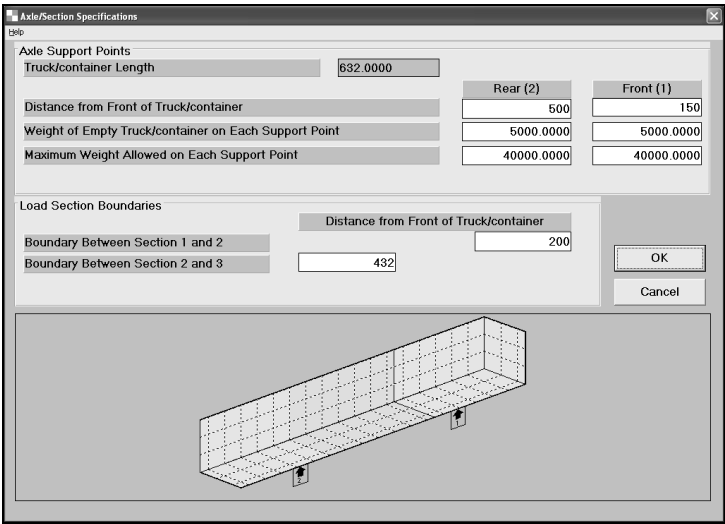 Axle/Section Specifications
Help
Axle Support Points
Truck/container Length 632.0000
Rear (2) Front (1)
Distance from Front of Truck/container 500 150
Weight of Empty Truck/container on Each Support Point 5000.0000 5000.0000
Maximum Weight Allowed on Each Support Point 40000.0000 40000.0000
Load Section Boundaries
Distance from Front of Truck/container
Boundary Between Section 1 and 2 200
Boundary Between Section 2 and 3 432
OK
Cancel
1
2